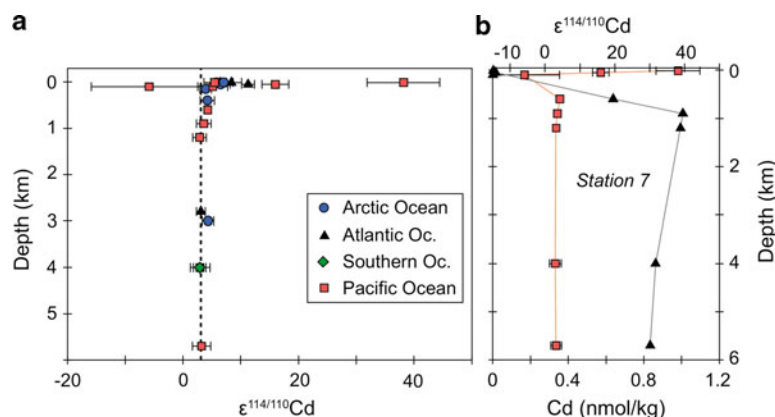 a
0
1
2
3
4
5
Depth (km)
-20
0
20
40
ε114/110Cd
Arctic Ocean
Atlantic Oc.
Southern Oc.
Pacific Ocean
b
ε114/110Cd
-10
0
10
20
30
40
Station 7
0
2
4
6
Depth (km)
0
0.4
0.8
1.2
Cd (nmol/kg)